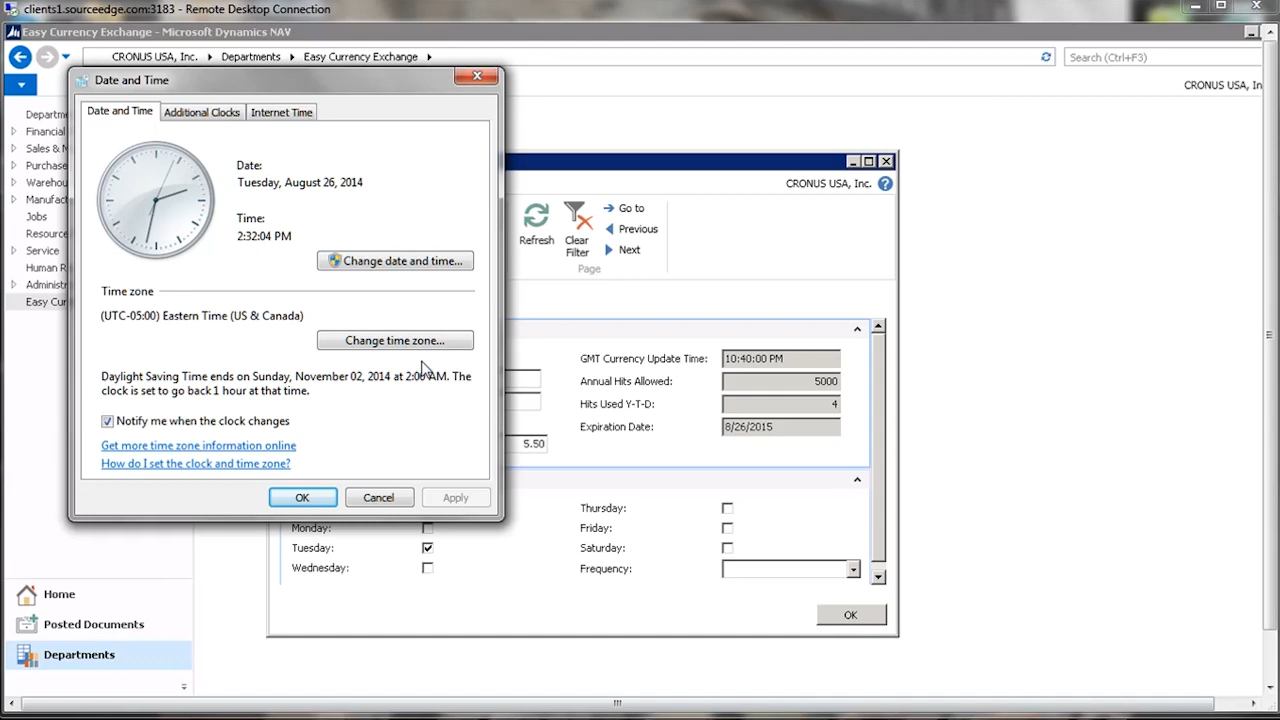 clients1.sourceedge.com:3183 - Remote Desktop Connection
Easy Currency Exchange - Microsoft Dynamics NAV
CRONUS USA, Inc.
Departments
Easy Currency Exchange
Search (Ctrl+F3)
CRONUS USA, In
Departm
Financial
Sales & M
Purchase
Warehou
Manufac
Jobs
Resource
Service
Human R
Administ
Easy Cur
Home
Posted Documents
Departments
Date and Time
Date and Time
Additional Clocks
Internet Time
Date:
Tuesday, August 26, 2014
Time:
2:32:04 PM
Change date and time...
Time zone
(UTC-05:00) Eastern Time (US & Canada)
Change time zone...
Daylight Saving Time ends on Sunday, November 02, 2014 at 2:00 AM. The
clock is set to go back 1 hour at that time.
Notify me when the clock changes
Get more time zone information online
How do I set the clock and time zone?
OK
Cancel
Apply
CRONUS USA, Inc.
Refresh
Clear
Filter
Go to
Previous
Next
Page
GMT Currency Update Time:
10:40:00 PM
Annual Hits Allowed:
5000
Hits Used Y-T-D:
4
5.50
Expiration Date:
8/26/2015
Monday:
Tuesday:
Wednesday:
Thursday:
Friday:
Saturday:
Frequency:
OK